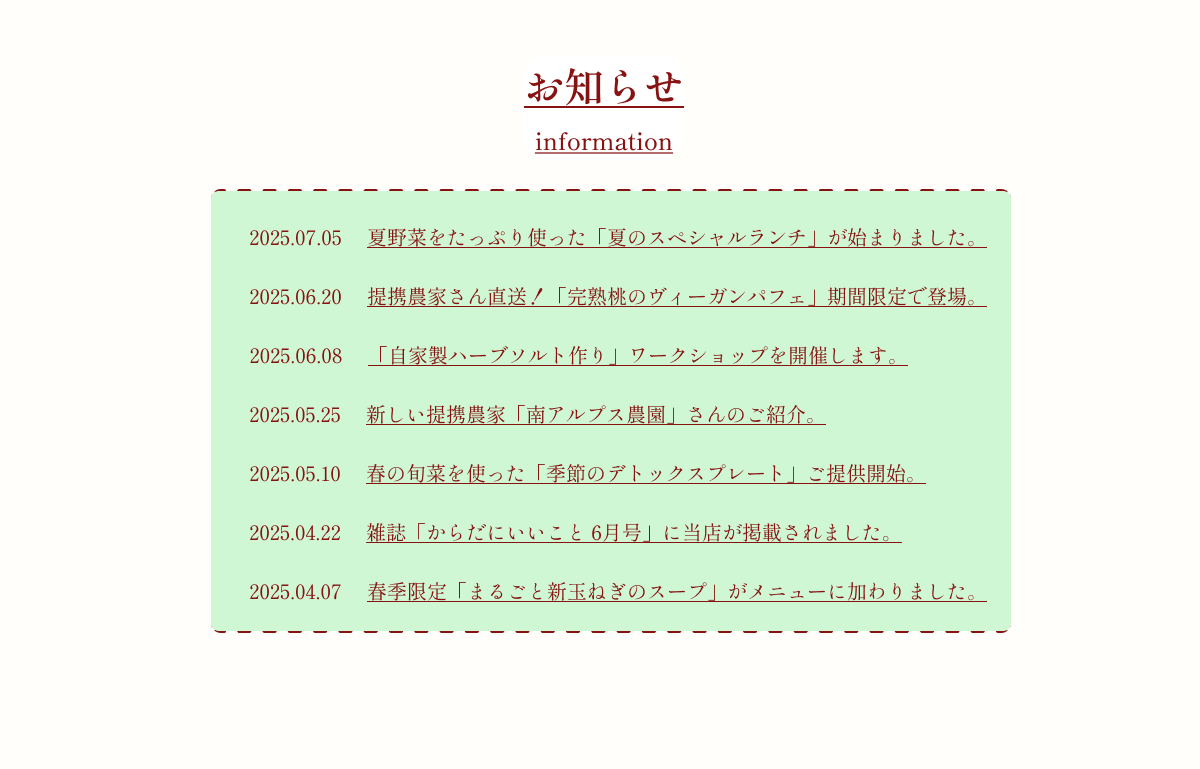 お知らせ
information
2025.07.05 夏野菜をたっぷり使った「夏のスペシャルランチ」が始まりました。
2025.06.20 提携農家さん直送！「完熟桃のヴィーガンパフェ」期間限定で登場。
2025.06.08 「自家製ハーブソルト作り」ワークショップを開催します。
2025.05.25 新しい提携農家「南アルプス農園」さんのご紹介。
2025.05.10 春の旬菜を使った「季節のデトックスプレート」ご提供開始。
2025.04.22 雑誌「からだにいいこと 6月号」に当店が掲載されました。
2025.04.07 春季限定「まるごと新玉ねぎのスープ」がメニューに加わりました。